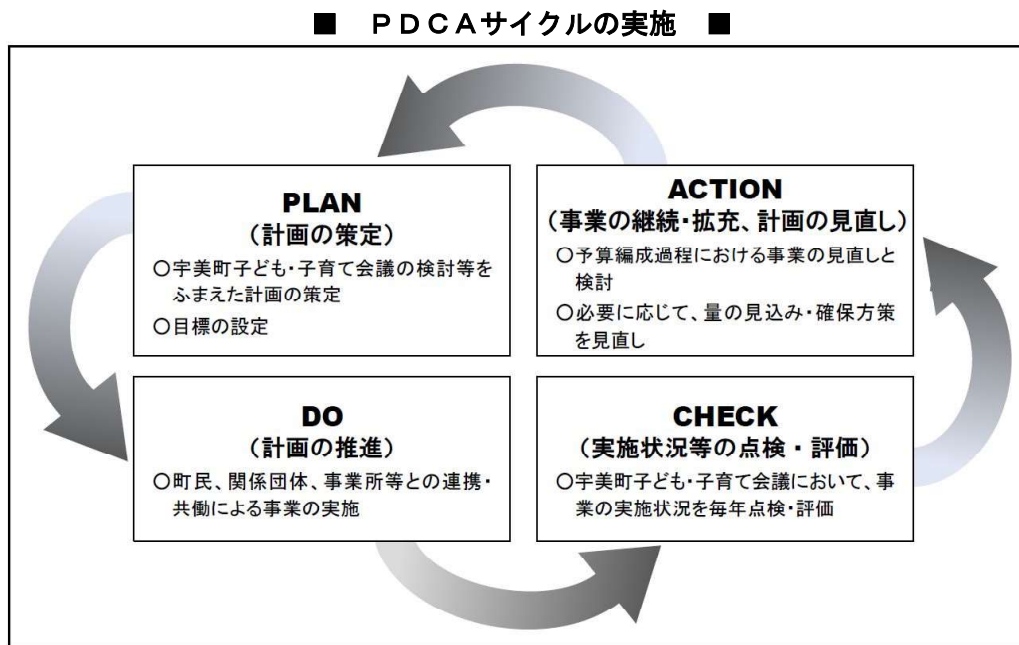 ■ ＰＤＣＡサイクルの実施 ■
PLAN
（計画の策定）
○宇美町子ども・子育て会議の検討等を
ふまえた計画の策定
○目標の設定
ACTION
（事業の継続・拡充、計画の見直し）
○予算編成過程における事業の見直しと
検討
○必要に応じて、量の見込み・確保方策
を見直し
DO
（計画の推進）
○町民、関係団体、事業所等との連携・
共働による事業の実施
CHECK
（実施状況等の点検・評価）
○宇美町子ども・子育て会議において、事
業の実施状況を毎年点検・評価